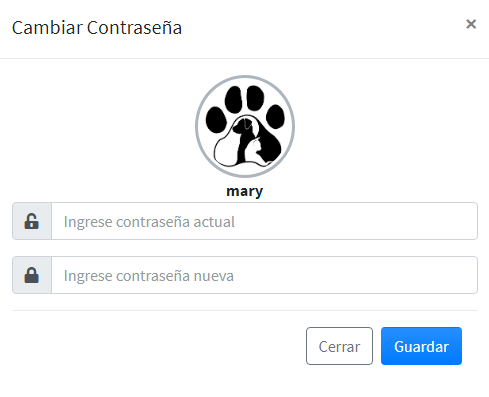 Cambiar Contraseña ×
mary
Ingrese contraseña actual
Ingrese contraseña nueva
Cerrar Guardar